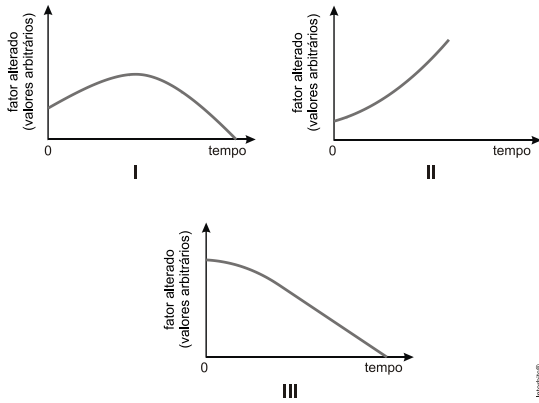 fator alterado
(valores arbitrários)
0
tempo
I
fator alterado
(valores arbitrários)
0
tempo
II
fator alterado
(valores arbitrários)
0
tempo
III